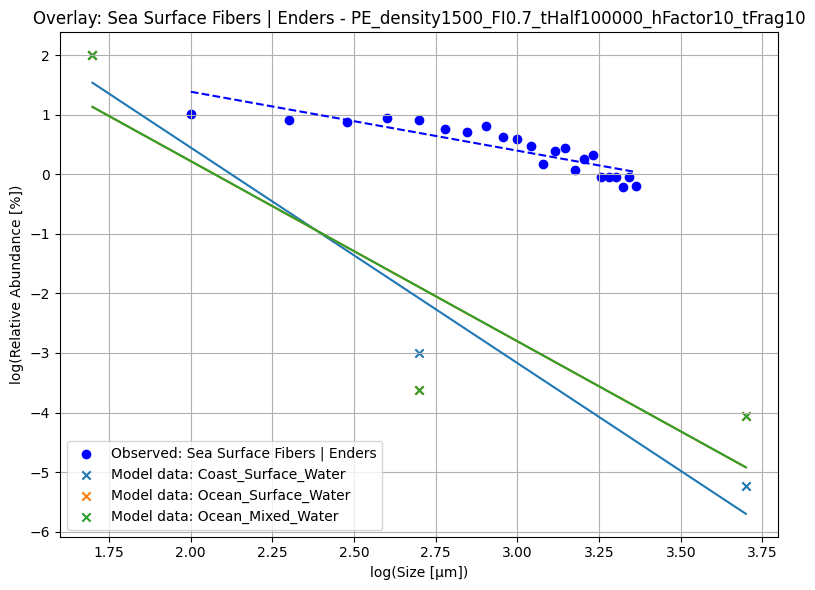 Overlay: Sea Surface Fibers | Enders - PE_density1500_FI0.7_tHalf100000_hFactor10_tFrag10
log(Relative Abundance [%])
2
1
0
−1
−2
−3
−4
−5
−6
Observed: Sea Surface Fibers | Enders
Model data: Coast_Surface_Water
Model data: Ocean_Surface_Water
Model data: Ocean_Mixed_Water
1.75
2.00
2.25
2.50
2.75
3.00
3.25
3.50
3.75
log(Size [µm])